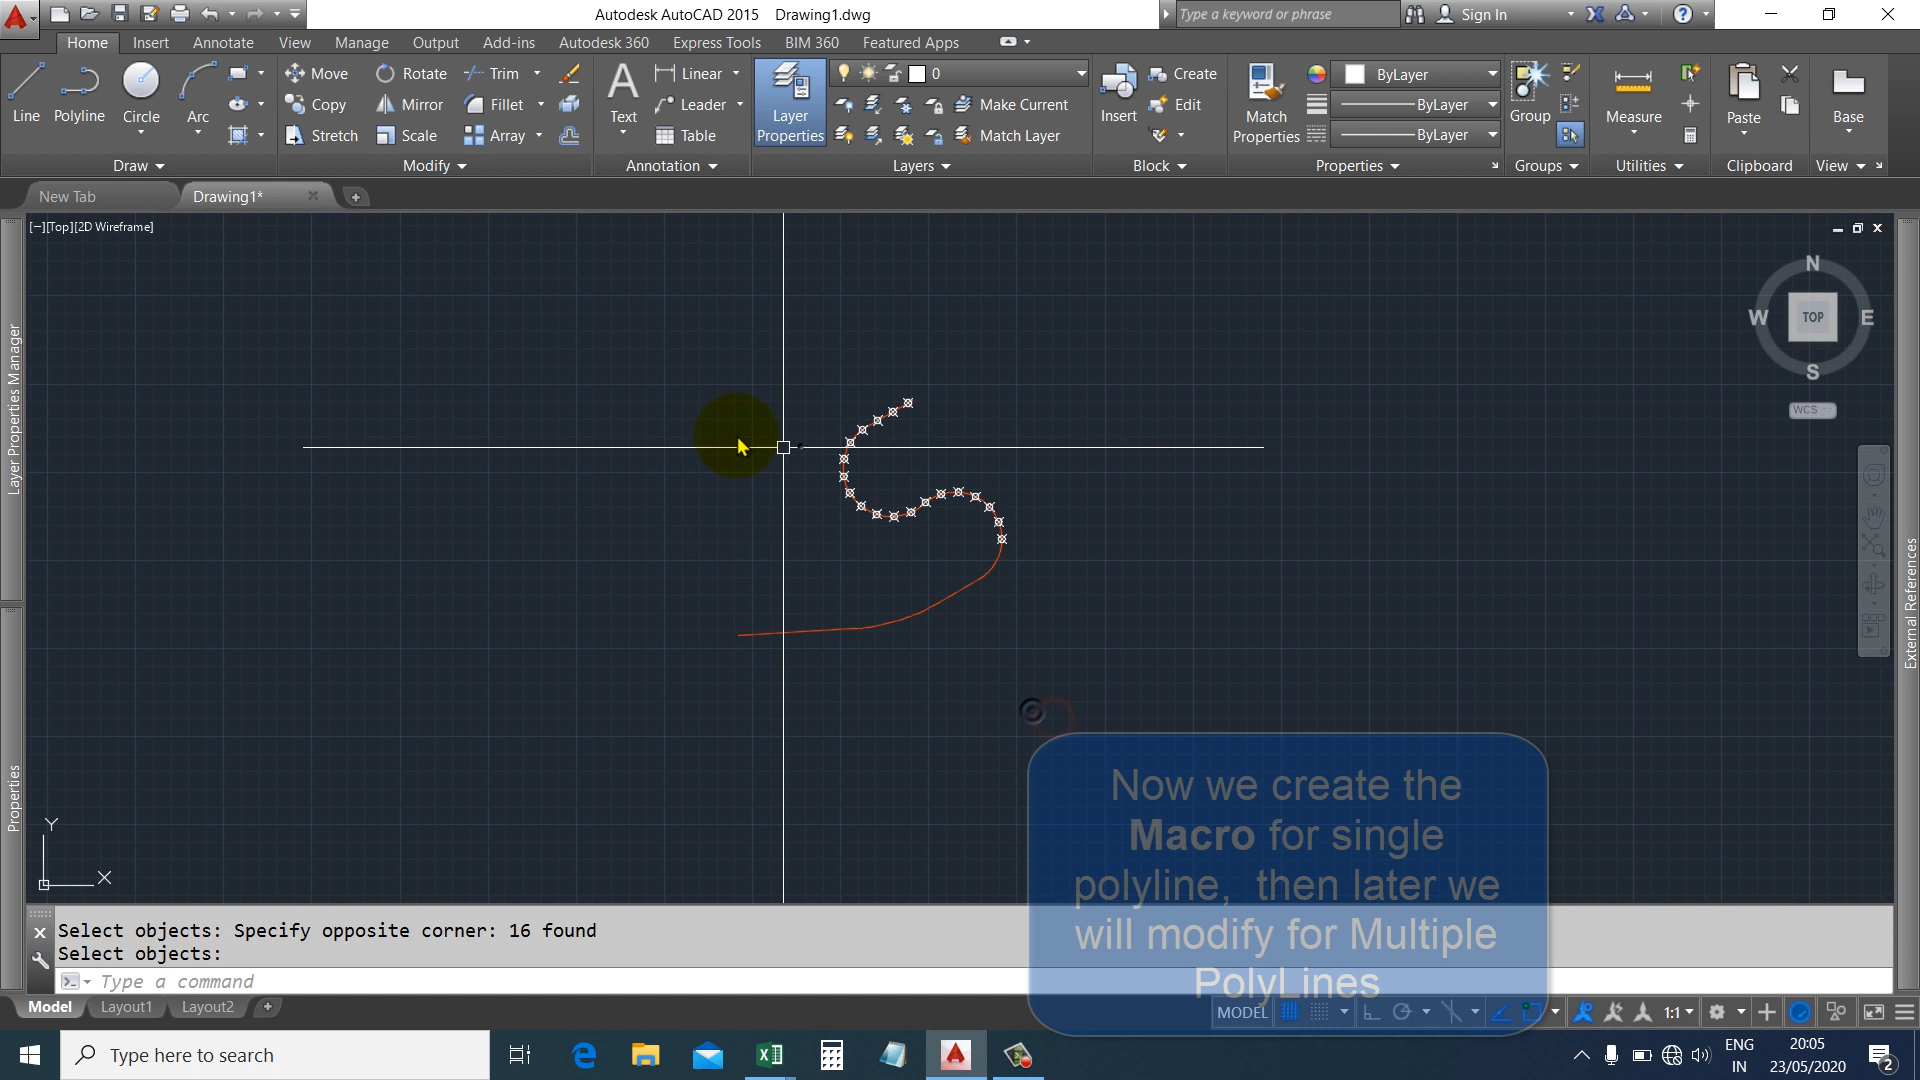 Autodesk AutoCAD 2015 Drawing1.dwg
Type a keyword or phrase
Sign In
Home Insert Annotate View Manage Output Add-ins Autodesk 360 Express Tools BIM 360 Featured Apps
Line Polyline Circle Arc
Move Rotate Trim
Copy Mirror Fillet
Stretch Scale Array
Text
Linear
Leader
Table
Layer Properties
0
Make Current
Match Layer
Insert
Create
Edit
Match Properties
ByLayer
ByLayer
ByLayer
Group
Measure
Paste
Base
Draw Modify Annotation Layers Block Properties Groups Utilities Clipboard View
New Tab Drawing1*
[−][Top][2D Wireframe]
Layer Properties Manager
Properties
External References
N
W TOP E
S
WCS
Y
X
Now we create the
Macro for single
polyline, then later we
will modify for Multiple
PolyLines
Select objects: Specify opposite corner: 16 found
Select objects:
Type a command
Model Layout1 Layout2
MODEL 1:1
Type here to search
ENG
IN
20:05
23/05/2020
2